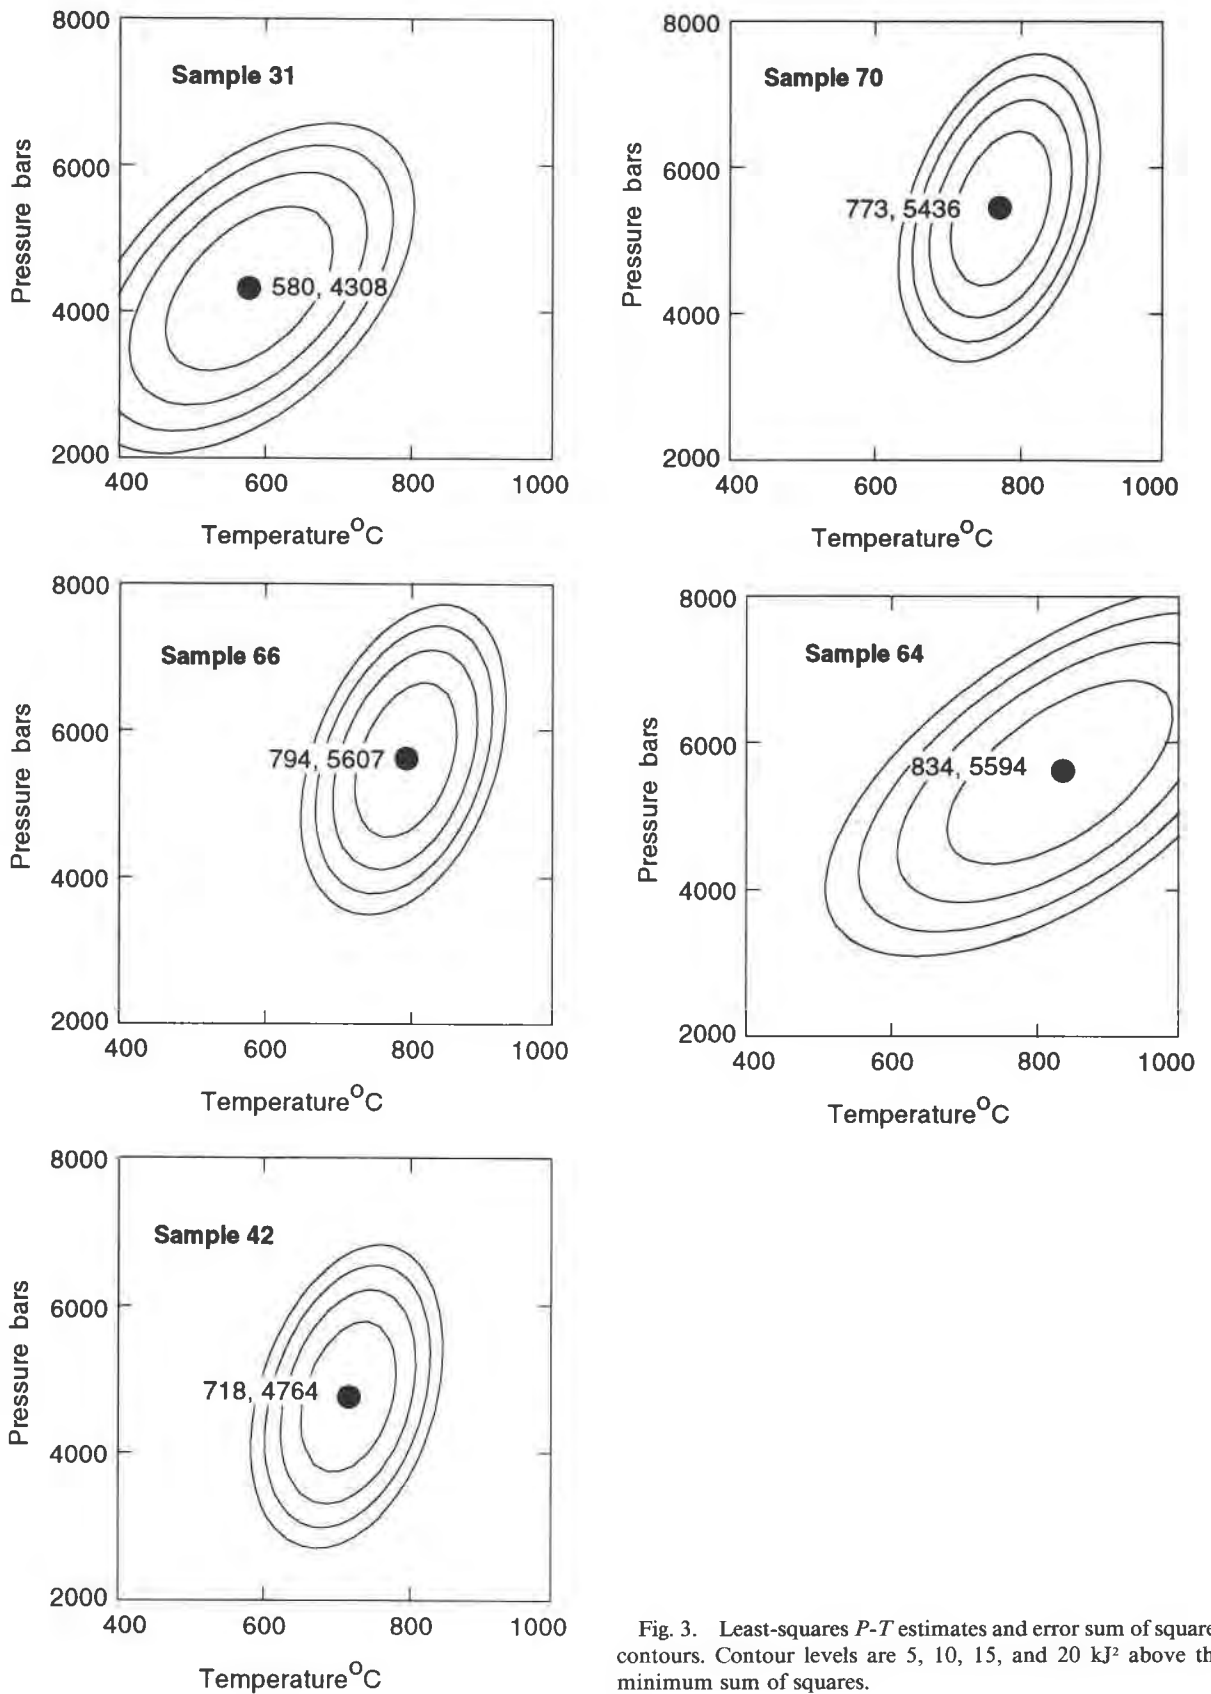 8000
Sample 31
6000
Pressure bars
580, 4308
4000
2000
400 600 800 1000
Temperature°C
8000
Sample 70
6000
Pressure bars
773, 5436
4000
2000
400 600 800 1000
Temperature°C
8000
Sample 66
6000
Pressure bars
794, 5607
4000
2000
400 600 800 1000
Temperature°C
8000
Sample 64
6000
Pressure bars
834, 5594
4000
2000
400 600 800 1000
Temperature°C
8000
Sample 42
6000
Pressure bars
718, 4764
4000
2000
400 600 800 1000
Temperature°C
Fig. 3. Least-squares P-T estimates and error sum of square
contours. Contour levels are 5, 10, 15, and 20 kJ² above th
minimum sum of squares.